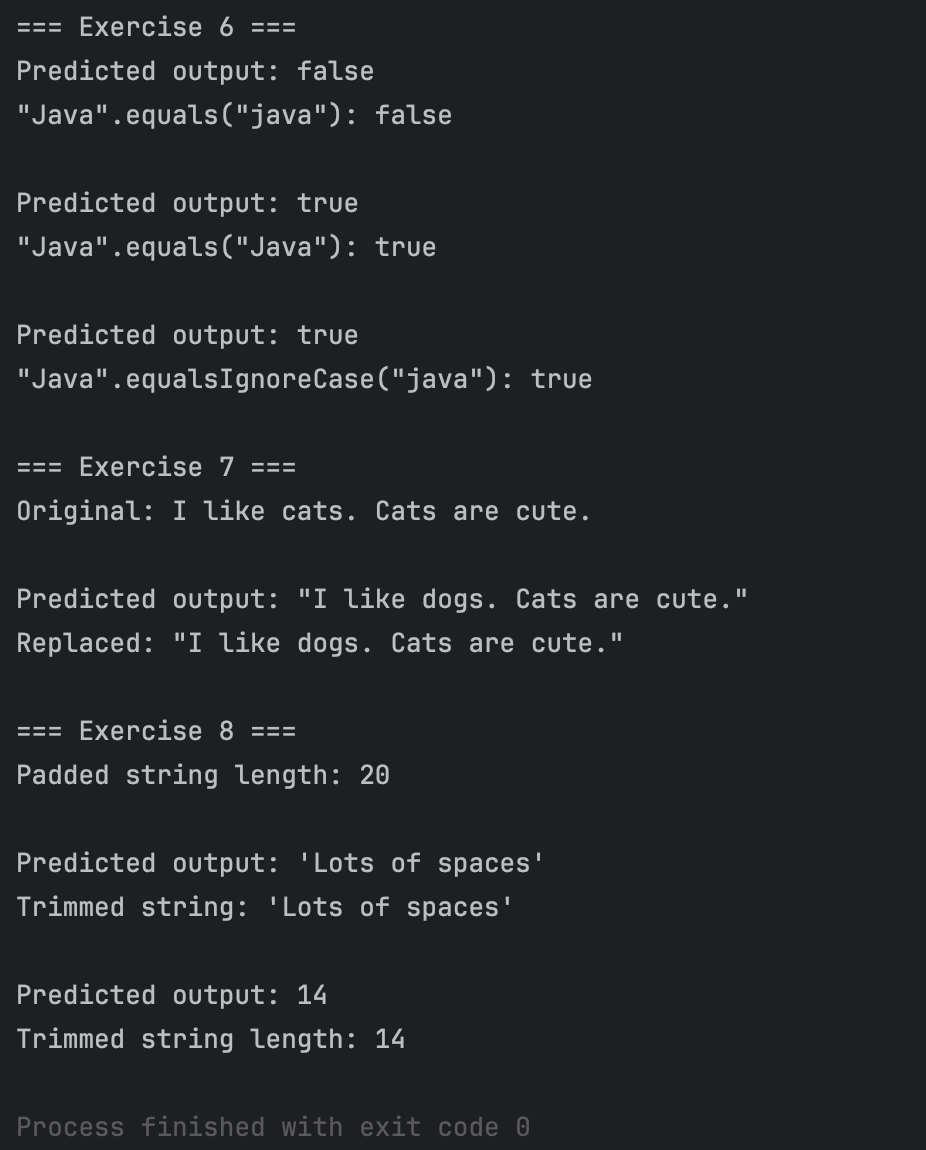 === Exercise 6 ===
Predicted output: false
"Java".equals("java"): false
Predicted output: true
"Java".equals("Java"): true
Predicted output: true
"Java".equalsIgnoreCase("java"): true
=== Exercise 7 ===
Original: I like cats. Cats are cute.
Predicted output: "I like dogs. Cats are cute."
Replaced: "I like dogs. Cats are cute."
=== Exercise 8 ===
Padded string length: 20
Predicted output: 'Lots of spaces'
Trimmed string: 'Lots of spaces'
Predicted output: 14
Trimmed string length: 14
Process finished with exit code 0